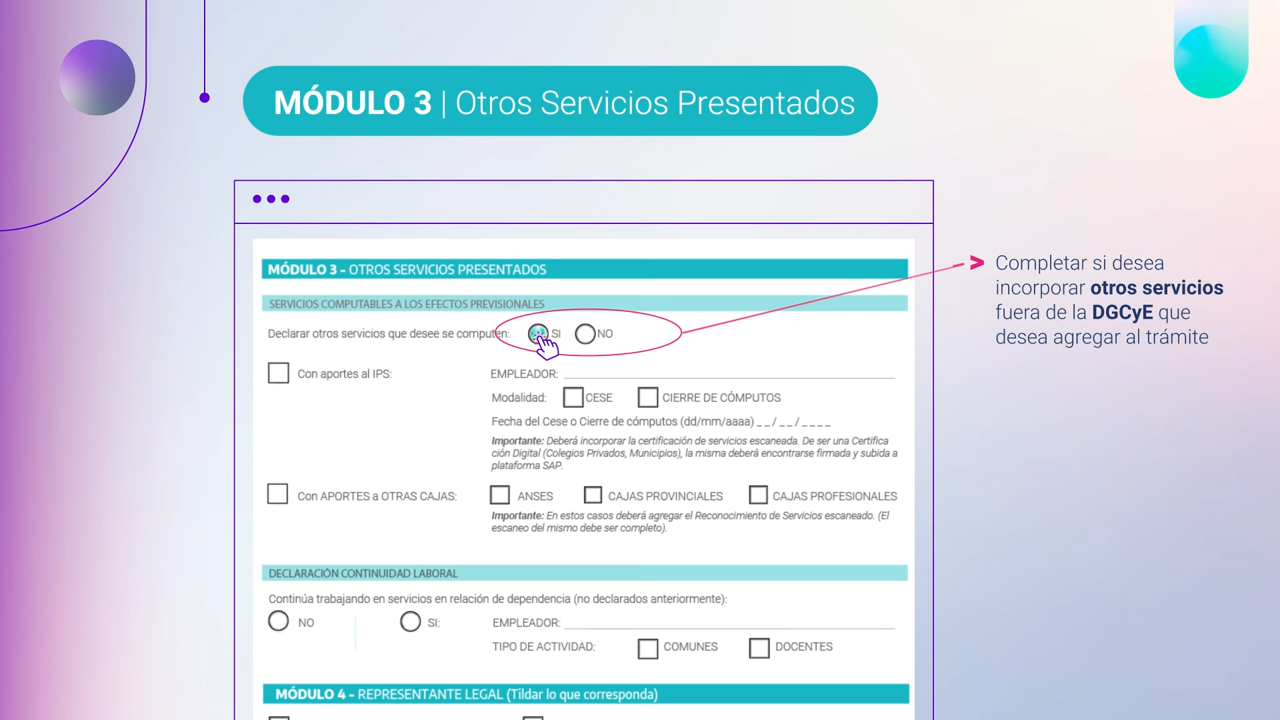 MÓDULO 3 | Otros Servicios Presentados
MÓDULO 3 - OTROS SERVICIOS PRESENTADOS
SERVICIOS COMPUTABLES A LOS EFECTOS PREVISIONALES
Declarar otros servicios que desee se computen: SI NO
> Completar si desea
incorporar otros servicios
fuera de la DGCyE que
desea agregar al trámite
Con aportes al IPS: EMPLEADOR: ____
Modalidad: CESE CIERRE DE CÓMPUTOS
Fecha del Cese o Cierre de cómputos (dd/mm/aaaa) _ _ / _ _ / _ _ _ _
Importante: Deberá incorporar la certificación de servicios escaneada. De ser una Certifica
ción Digital (Colegios Privados, Municipios), la misma deberá encontrarse firmada y subida a
plataforma SAP.
Con APORTES a OTRAS CAJAS: ANSES CAJAS PROVINCIALES CAJAS PROFESIONALES
Importante: En estos casos deberá agregar el Reconocimiento de Servicios escaneado. (El
escaneo del mismo debe ser completo).
DECLARACIÓN CONTINUIDAD LABORAL
Continúa trabajando en servicios en relación de dependencia (no declarados anteriormente):
NO SI: EMPLEADOR: ____
TIPO DE ACTIVIDAD: COMUNES DOCENTES
MÓDULO 4 - REPRESENTANTE LEGAL (Tildar lo que corresponda)